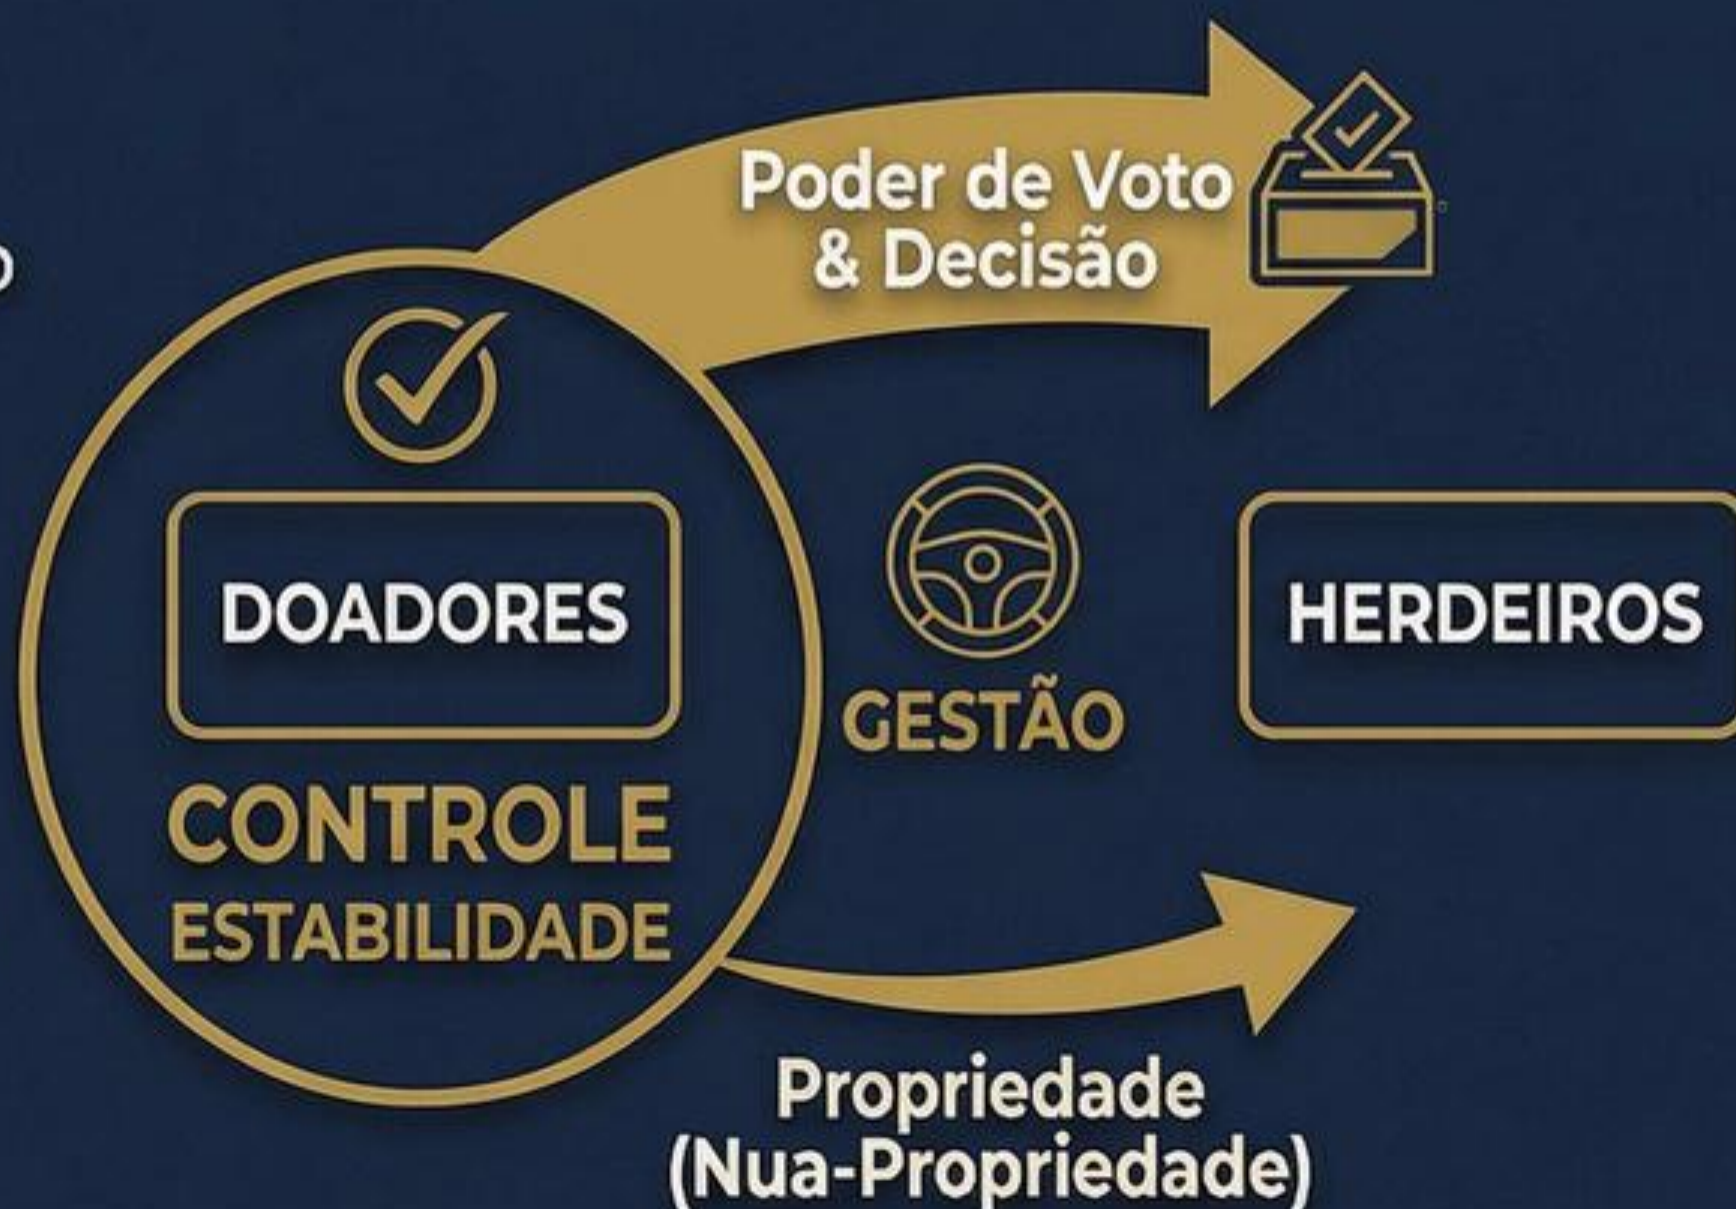 Poder de Voto
& Decisão
DOADORES
CONTROLE
ESTABILIDADE
GESTÃO
HERDEIROS
Propriedade
(Nua-Propriedade)